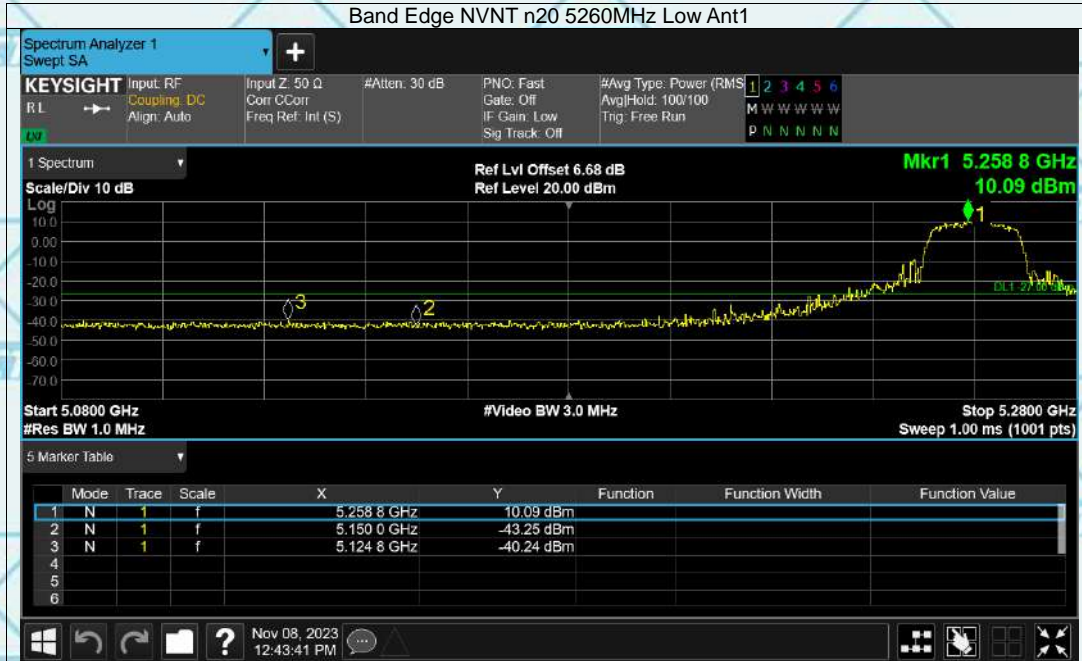 Band Edge NVNT n20 5260MHz Low Ant1
Spectrum Analyzer 1
Swept SA
+
KEYSIGHT Input: RF Input Z: 50 Ω #Atten: 30 dB PNO: Fast #Avg Type: Power (RMS 1 2 3 4 5 6
RL Coupling: DC Corr CCorr Gate: Off Avg|Hold: 100/100 M W W W W W
Align: Auto Freq Ref: Int (S) IF Gain: Low Trig: Free Run
LXI Sig Track: Off P N N N N N
1 Spectrum
Ref Lvl Offset 6.68 dB Mkr1 5.258 8 GHz
Scale/Div 10 dB Ref Level 20.00 dBm 10.09 dBm
Log
1
10.0
0.00
-10.0
-20.0
DL1 -27.00 dBm
-30.0
3
2
-40.0
-50.0
-60.0
-70.0
Start 5.0800 GHz #Video BW 3.0 MHz Stop 5.2800 GHz
#Res BW 1.0 MHz Sweep 1.00 ms (1001 pts)
5 Marker Table
Mode Trace Scale X Y Function Function Width Function Value
1 N 1 f 5.258 8 GHz 10.09 dBm
2 N 1 f 5.150 0 GHz -43.25 dBm
3 N 1 f 5.124 8 GHz -40.24 dBm
4
5
6
? Nov 08, 2023
12:43:41 PM